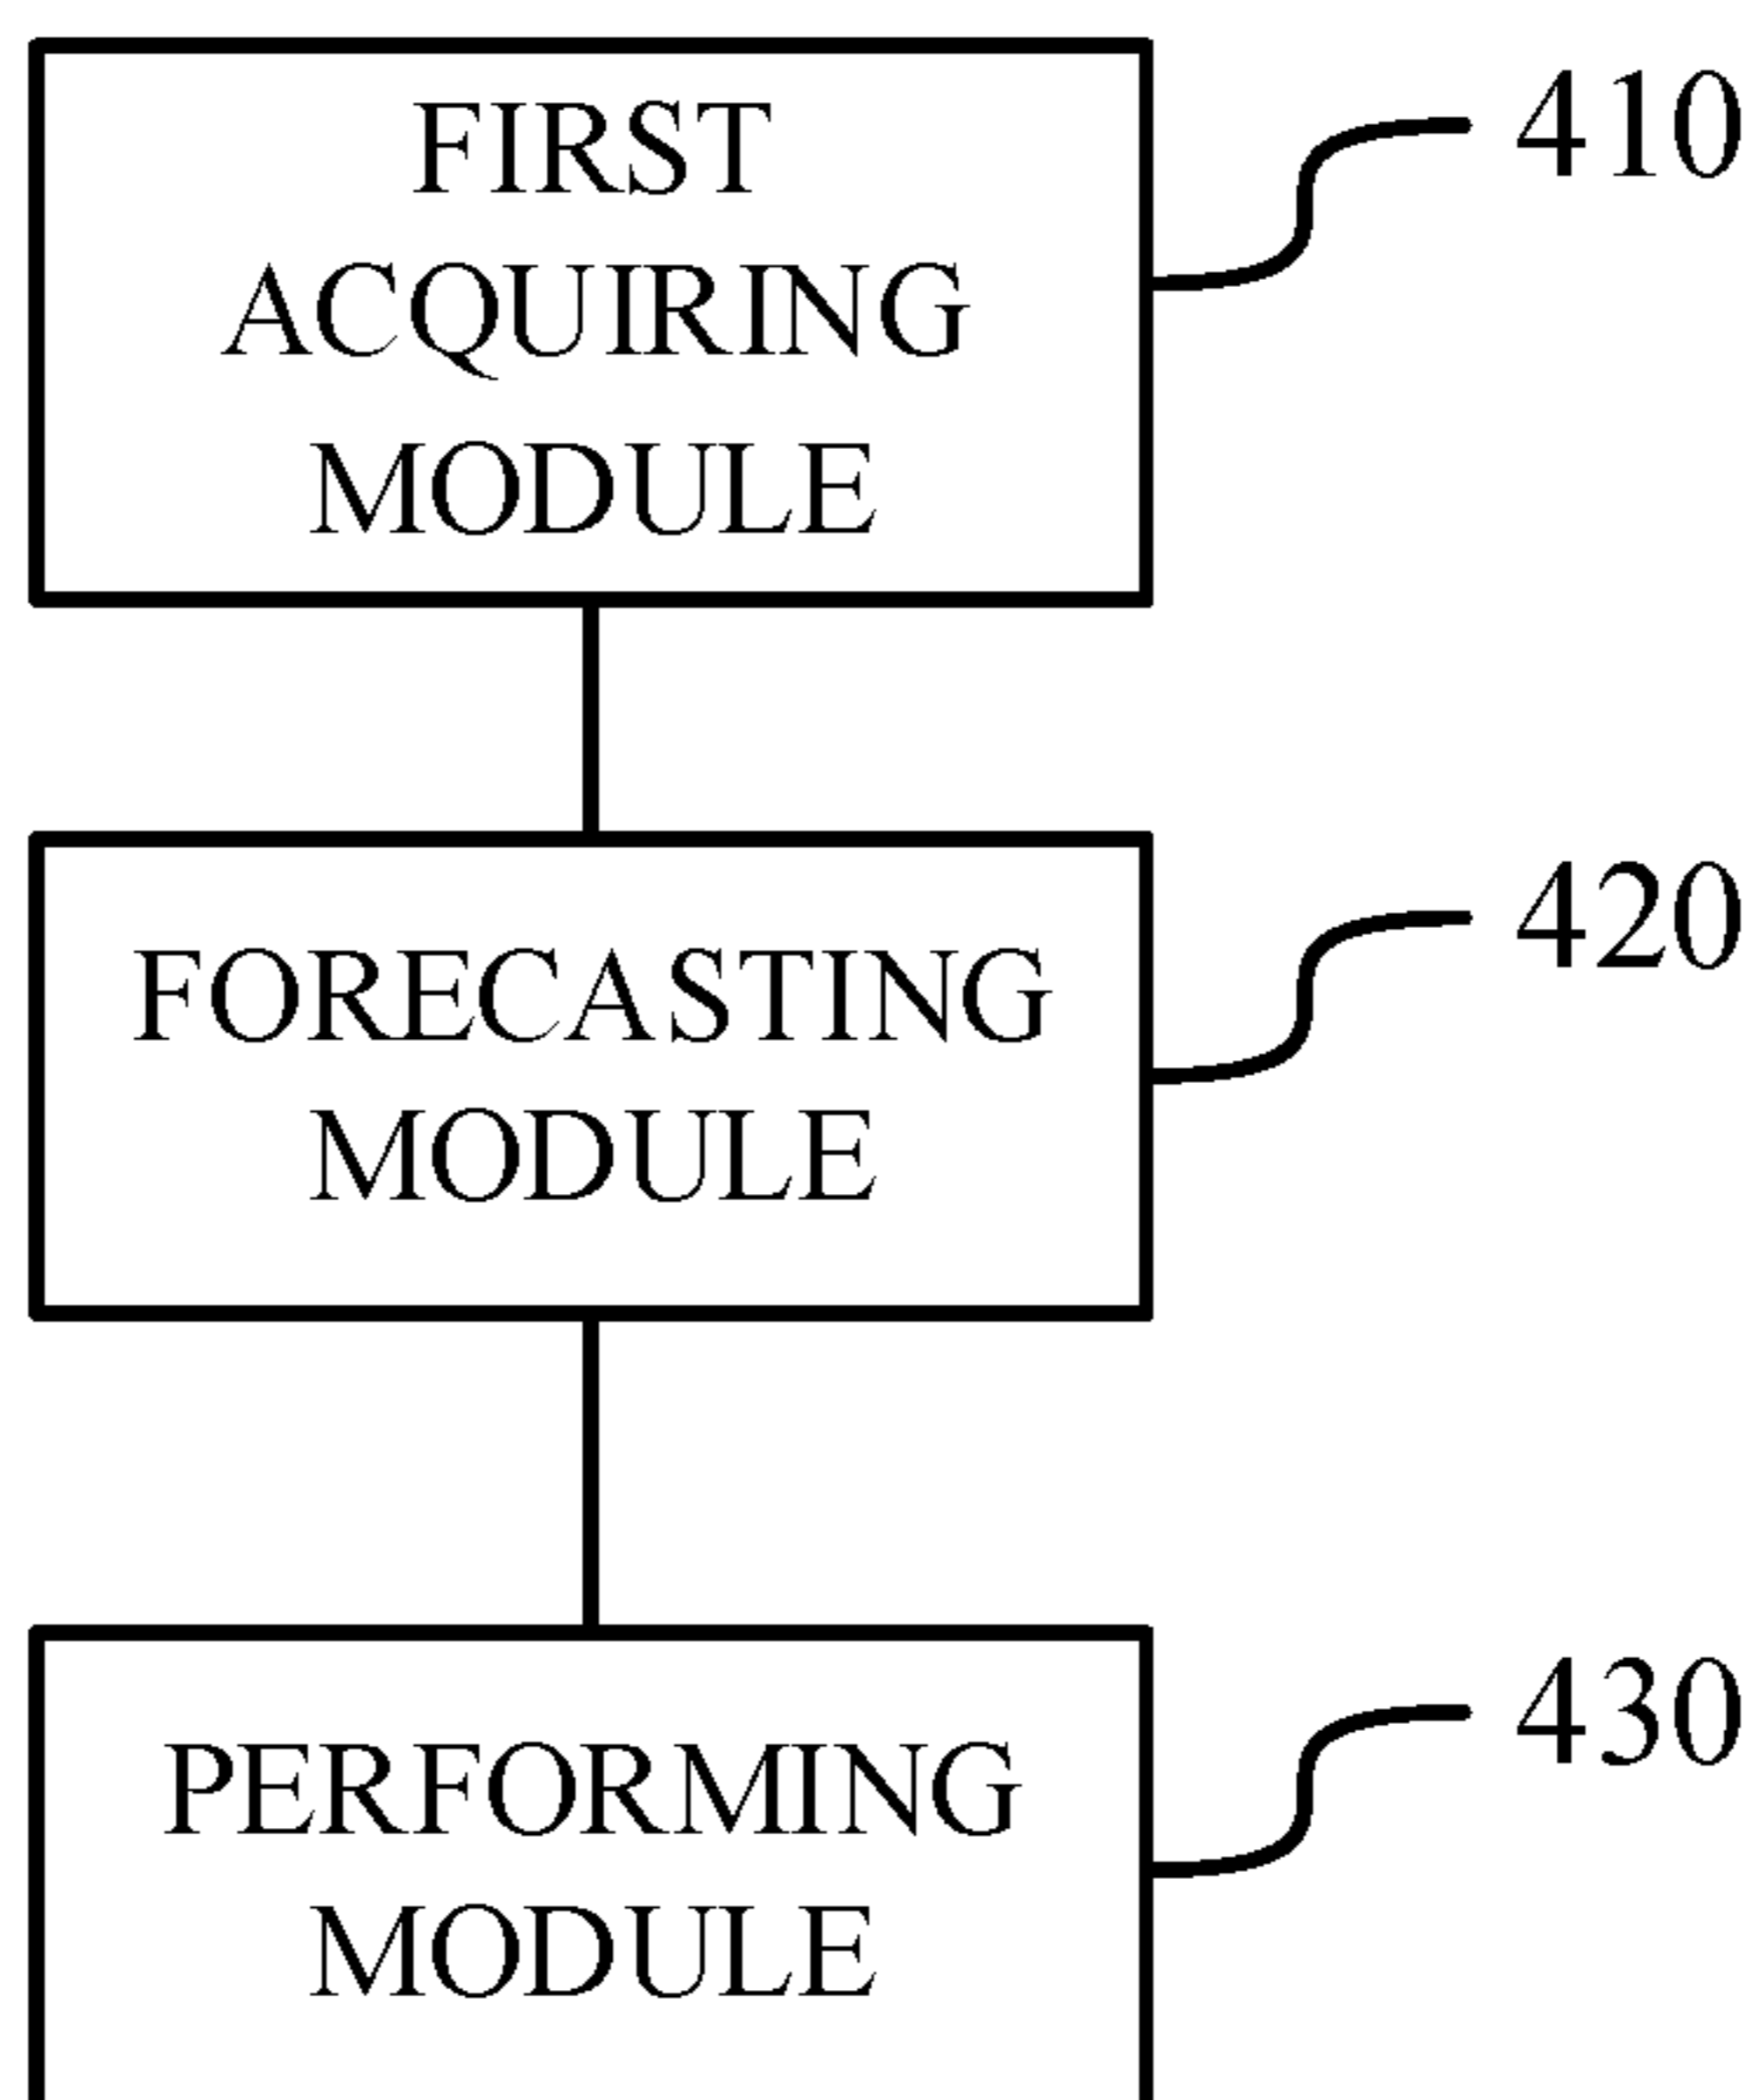 FIRST
ACQUIRING
MODULE
410
FORECASTING
MODULE
420
PERFORMING
MODULE
430